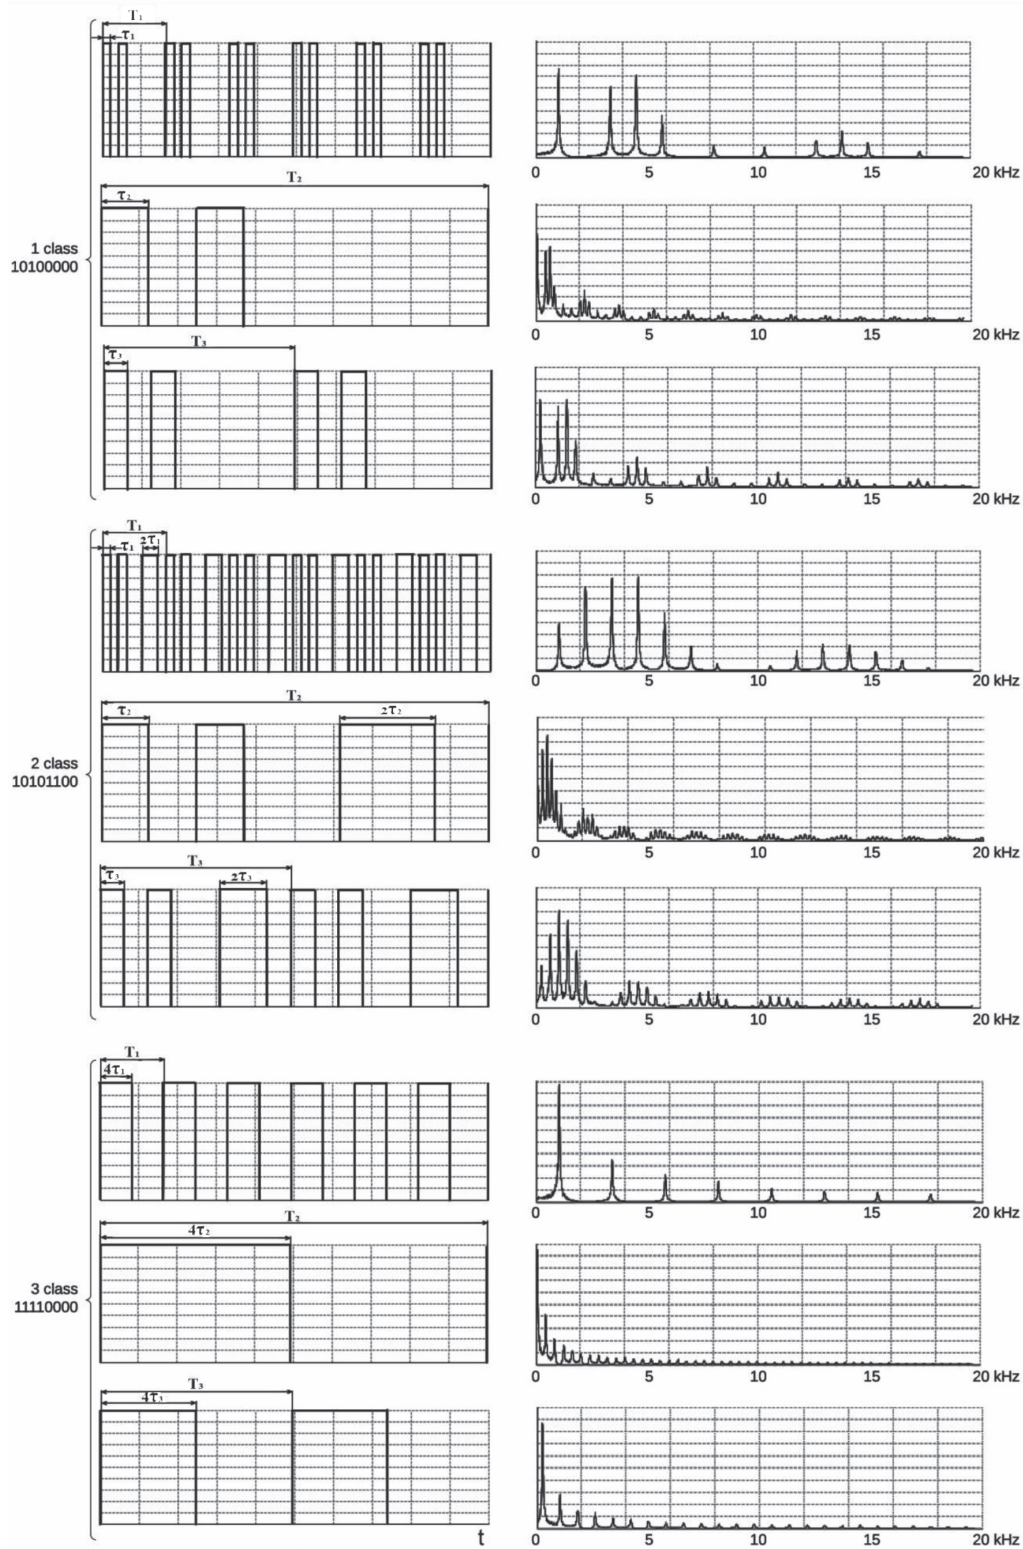 T₁
τ₁
0 5 10 15 20 kHz
T₂
τ₂
1 class
10100000
0 5 10 15 20 kHz
T₃
τ₃
0 5 10 15 20 kHz
T₁
τ₁ 2τ₁
0 5 10 15 20 kHz
T₂
τ₂ 2τ₂
2 class
10101100
0 5 10 15 20 kHz
T₃
τ₃ 2τ₃
0 5 10 15 20 kHz
T₁
4τ₁
0 5 10 15 20 kHz
T₂
4τ₂
3 class
11110000
0 5 10 15 20 kHz
T₃
4τ₃
t
0 5 10 15 20 kHz